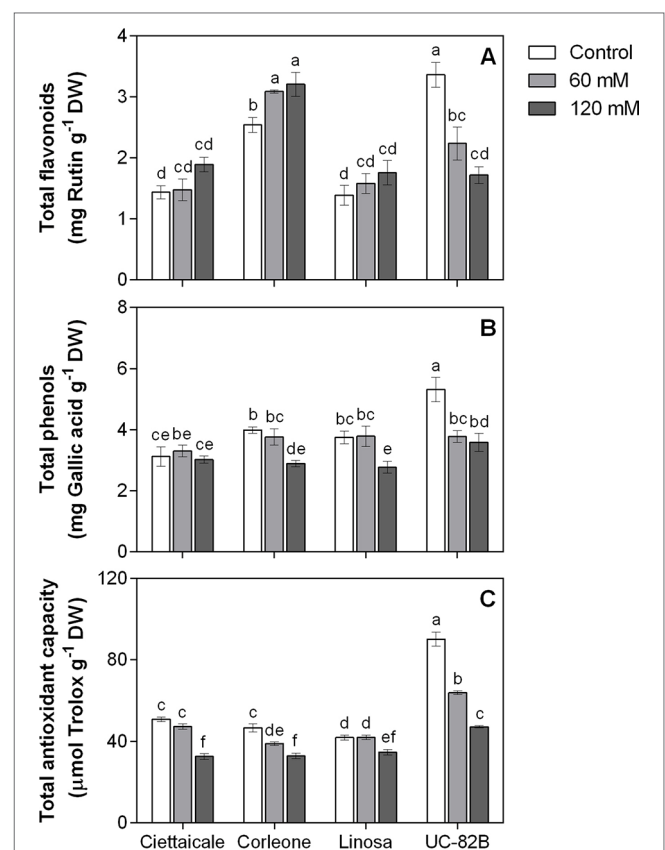 Control
60 mM
120 mM
A
Total flavonoids
(mg Rutin g⁻¹ DW)
4
3
2
1
0
d cd cd b a a d cd cd a bc cd
B
Total phenols
(mg Gallic acid g⁻¹ DW)
8
6
4
2
0
ce be ce b bc de bc bc e a bc bd
C
Total antioxidant capacity
(µmol Trolox g⁻¹ DW)
120
80
40
0
c c f c de f d d ef a b c
Ciettaicale Corleone Linosa UC-82B